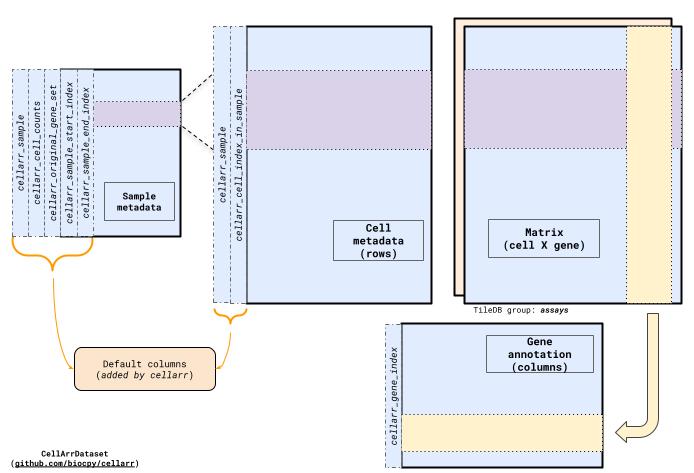 cellarr_sample
cellarr_cell_counts
cellarr_original_gene_set
cellarr_sample_start_index
cellarr_sample_end_index
Sample
metadata
cellarr_sample
cellarr_cell_index_in_sample
Cell
metadata
(rows)
Matrix
(cell X gene)
TileDB group: assays
cellarr_gene_index
Gene
annotation
(columns)
Default columns
(added by cellarr)
CellArrDataset
(github.com/biocpy/cellarr)